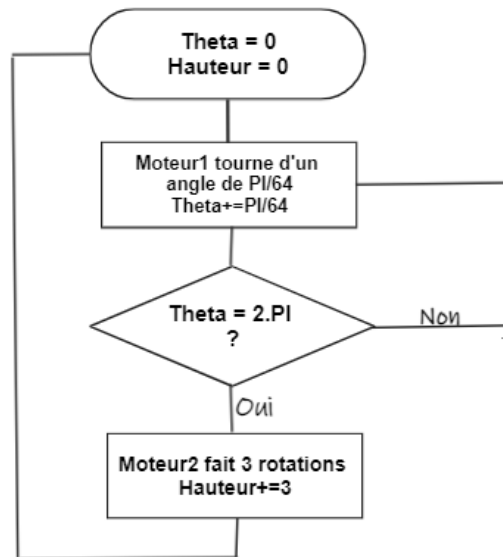 Theta = 0
Hauteur = 0
Moteur1 tourne d'un
angle de PI/64
Theta+=PI/64
Theta = 2.PI
?
Non
Oui
Moteur2 fait 3 rotations
Hauteur+=3